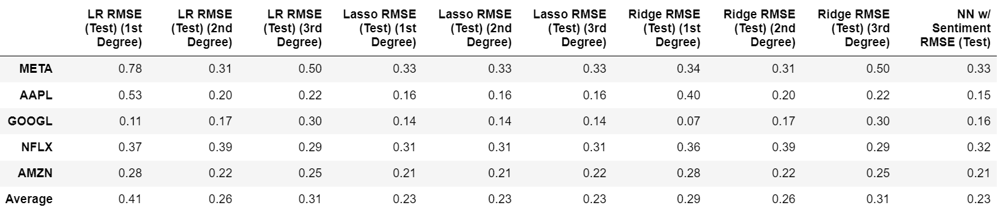 LR RMSE (Test) (1st Degree) LR RMSE (Test) (2nd Degree) LR RMSE (Test) (3rd Degree) Lasso RMSE (Test) (1st Degree) Lasso RMSE (Test) (2nd Degree) Lasso RMSE (Test) (3rd Degree) Ridge RMSE (Test) (1st Degree) Ridge RMSE (Test) (2nd Degree) Ridge RMSE (Test) (3rd Degree) NN w/ Sentiment RMSE (Test)
META 0.78 0.31 0.50 0.33 0.33 0.33 0.34 0.31 0.50 0.33
AAPL 0.53 0.20 0.22 0.16 0.16 0.16 0.40 0.20 0.22 0.15
GOOGL 0.11 0.17 0.30 0.14 0.14 0.14 0.07 0.17 0.30 0.16
NFLX 0.37 0.39 0.29 0.31 0.31 0.31 0.36 0.39 0.29 0.32
AMZN 0.28 0.22 0.25 0.21 0.21 0.22 0.28 0.22 0.25 0.21
Average 0.41 0.26 0.31 0.23 0.23 0.23 0.29 0.26 0.31 0.23